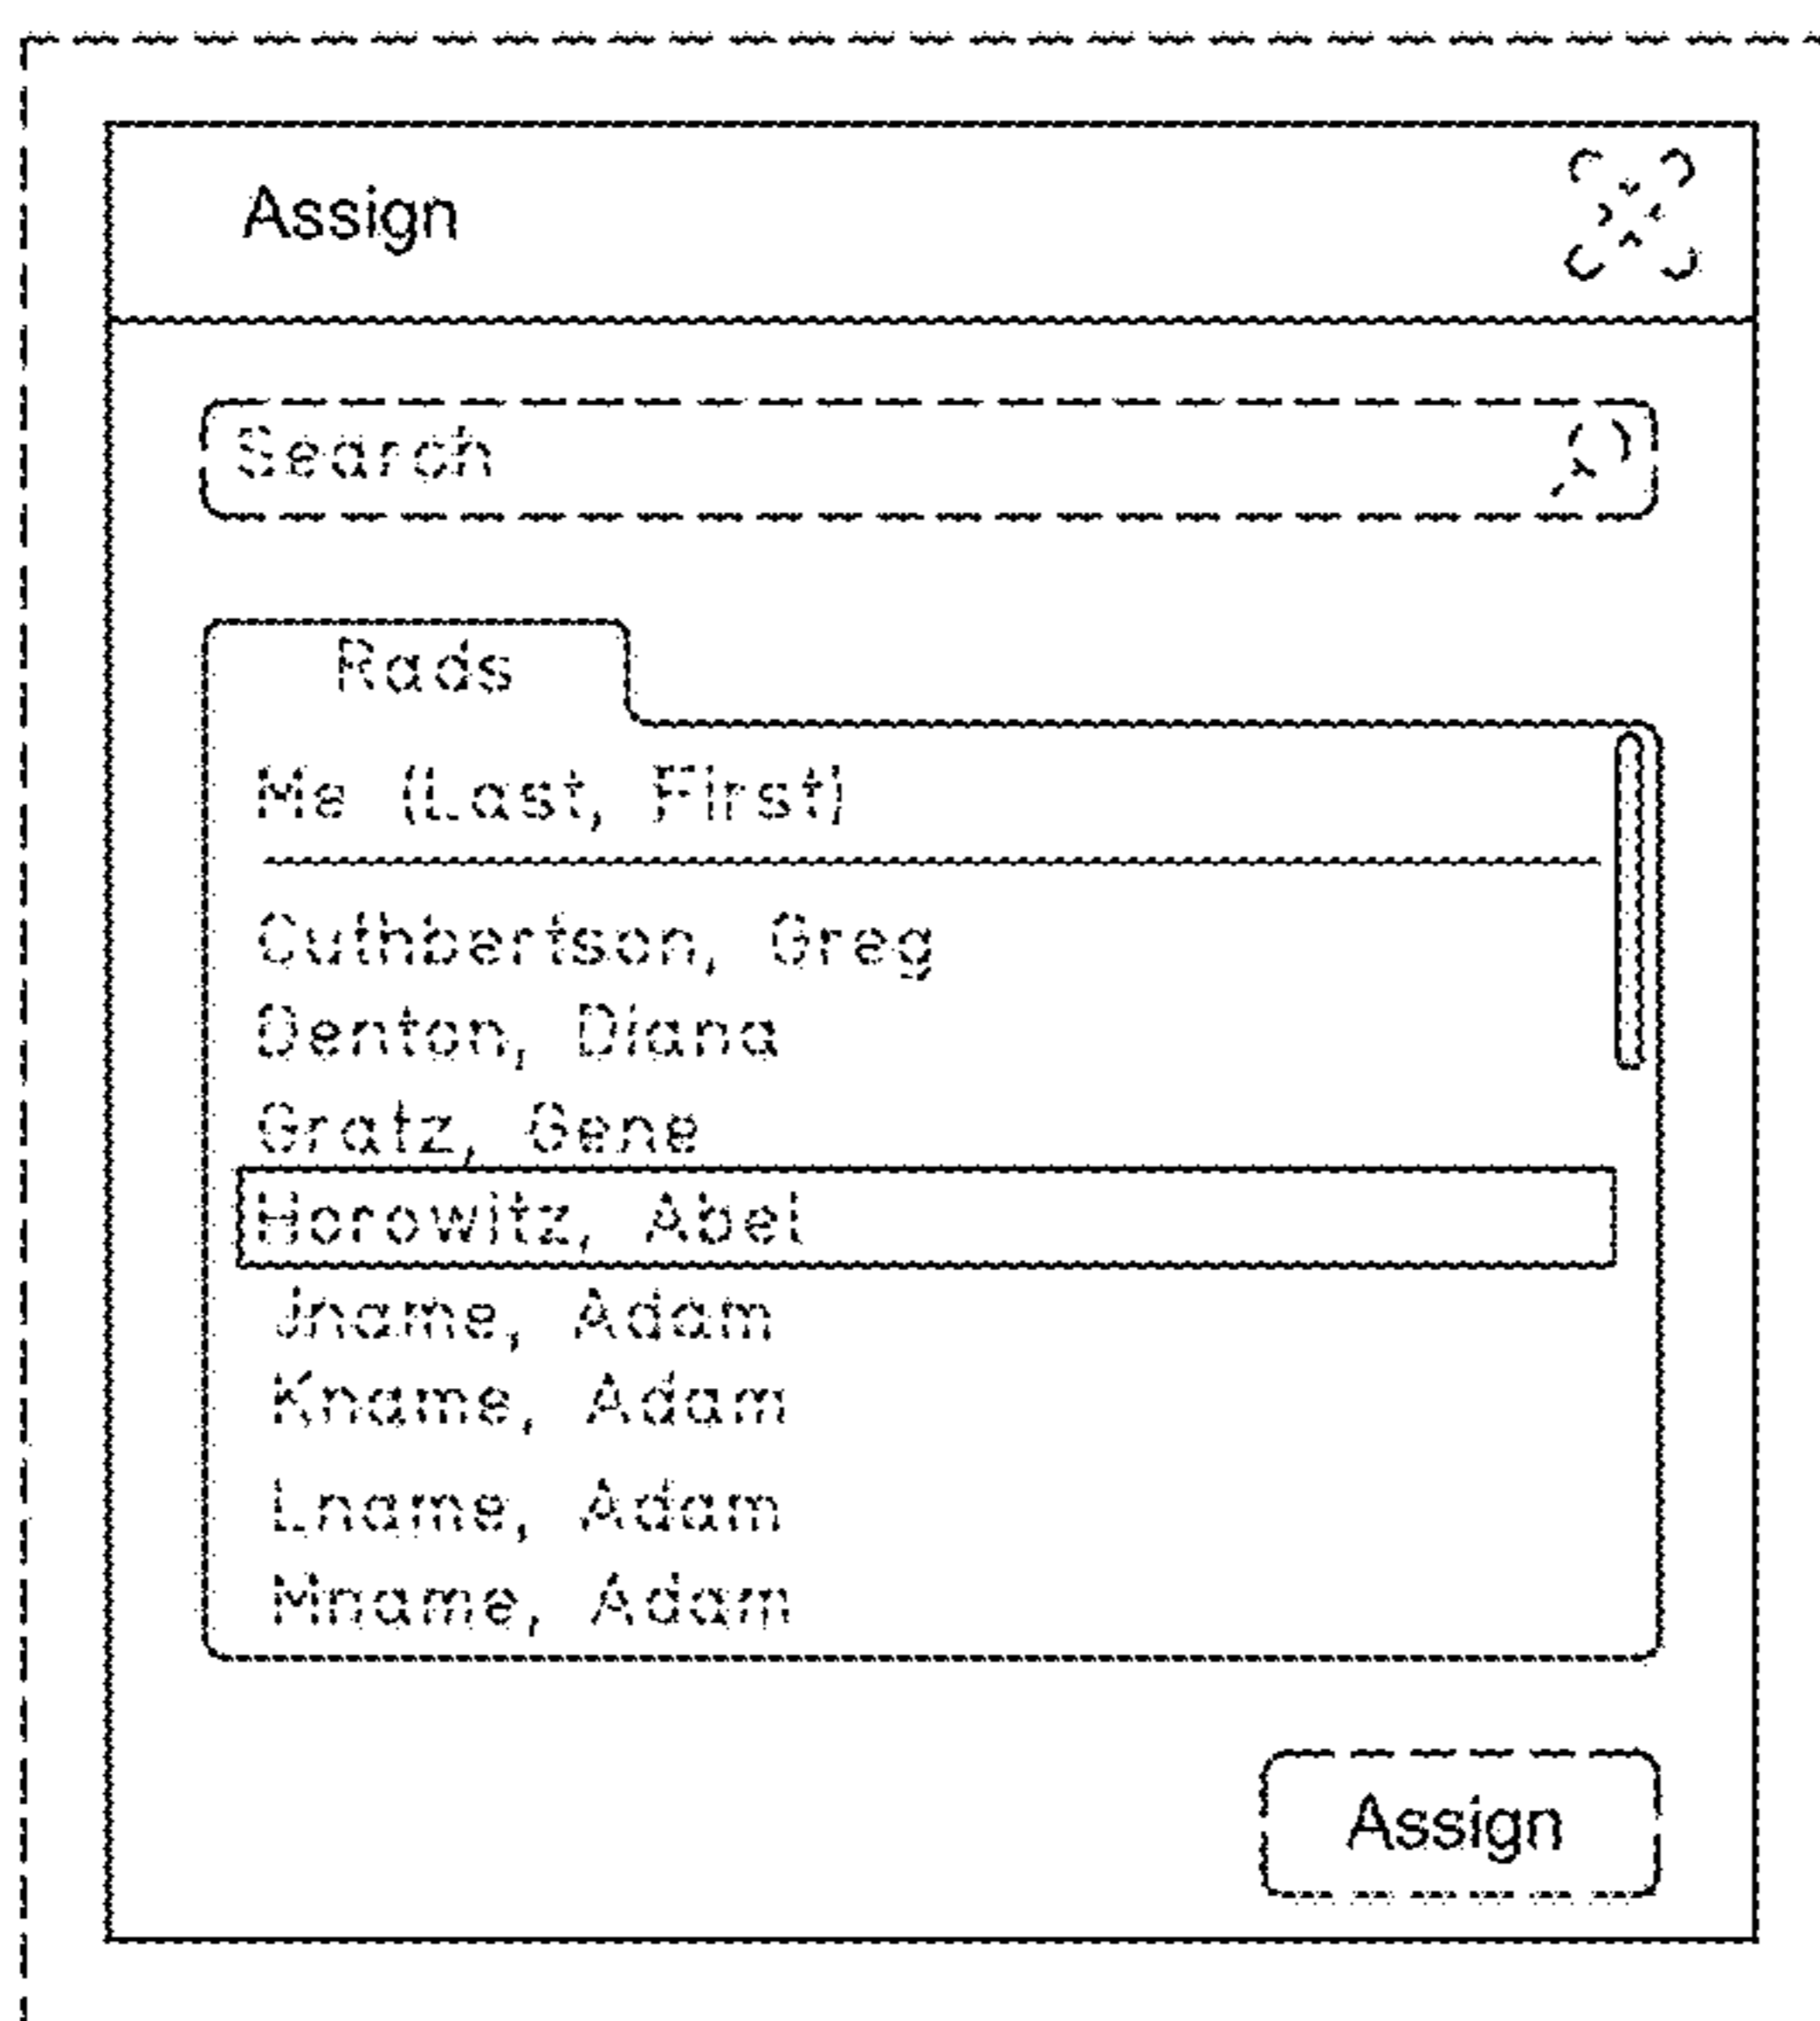 Assign
Search
Rads
Me (Last, First)
Cuthbertson, Greg
Denton, Diana
Gratz, Gene
Horowitz, Abel
Jname, Adam
Kname, Adam
Lname, Adam
Mname, Adam
Assign